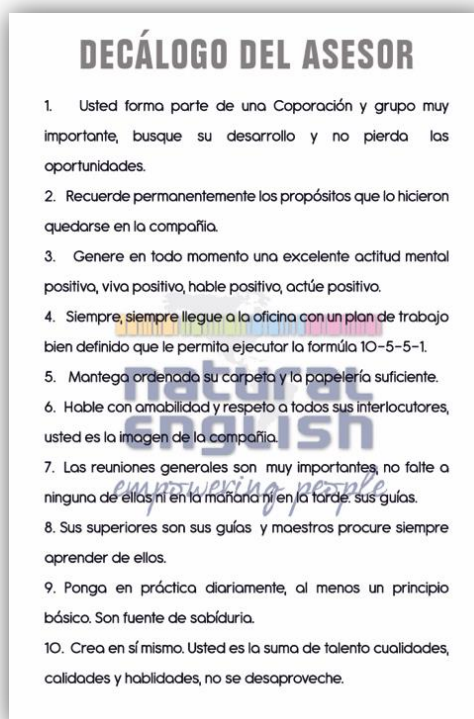 DECÁLOGO DEL ASESOR
1. Usted forma parte de una Coporación y grupo muy
importante, busque su desarrollo y no pierda las
oportunidades.
2. Recuerde permanentemente los propósitos que lo hicieron
quedarse en la compañia.
3. Genere en todo momento una excelente actitud mental
positiva, viva positivo, hable positivo, actúe positivo.
4. Siempre, siempre llegue a la oficina con un plan de trabajo
bien definido que le permita ejecutar la formúla 10-5-5-1.
5. Mantega ordenada su carpeta y la papelería suficiente.
natural
6. Hable con amabilidad y respeto a todos sus interlocutores,
usted es la imagen de la compañia.
english
7. Las reuniones generales son muy importantes, no falte a
ninguna de ellas ni en la mañana ni en la tarde. sus guías.
empowering people
8. Sus superiores son sus guías y maestros procure siempre
aprender de ellos.
9. Ponga en práctica diariamente, al menos un principio
básico. Son fuente de sabíduria.
10. Crea en sí mismo. Usted es la suma de talento cualidades,
calidades y hablidades, no se desaproveche.